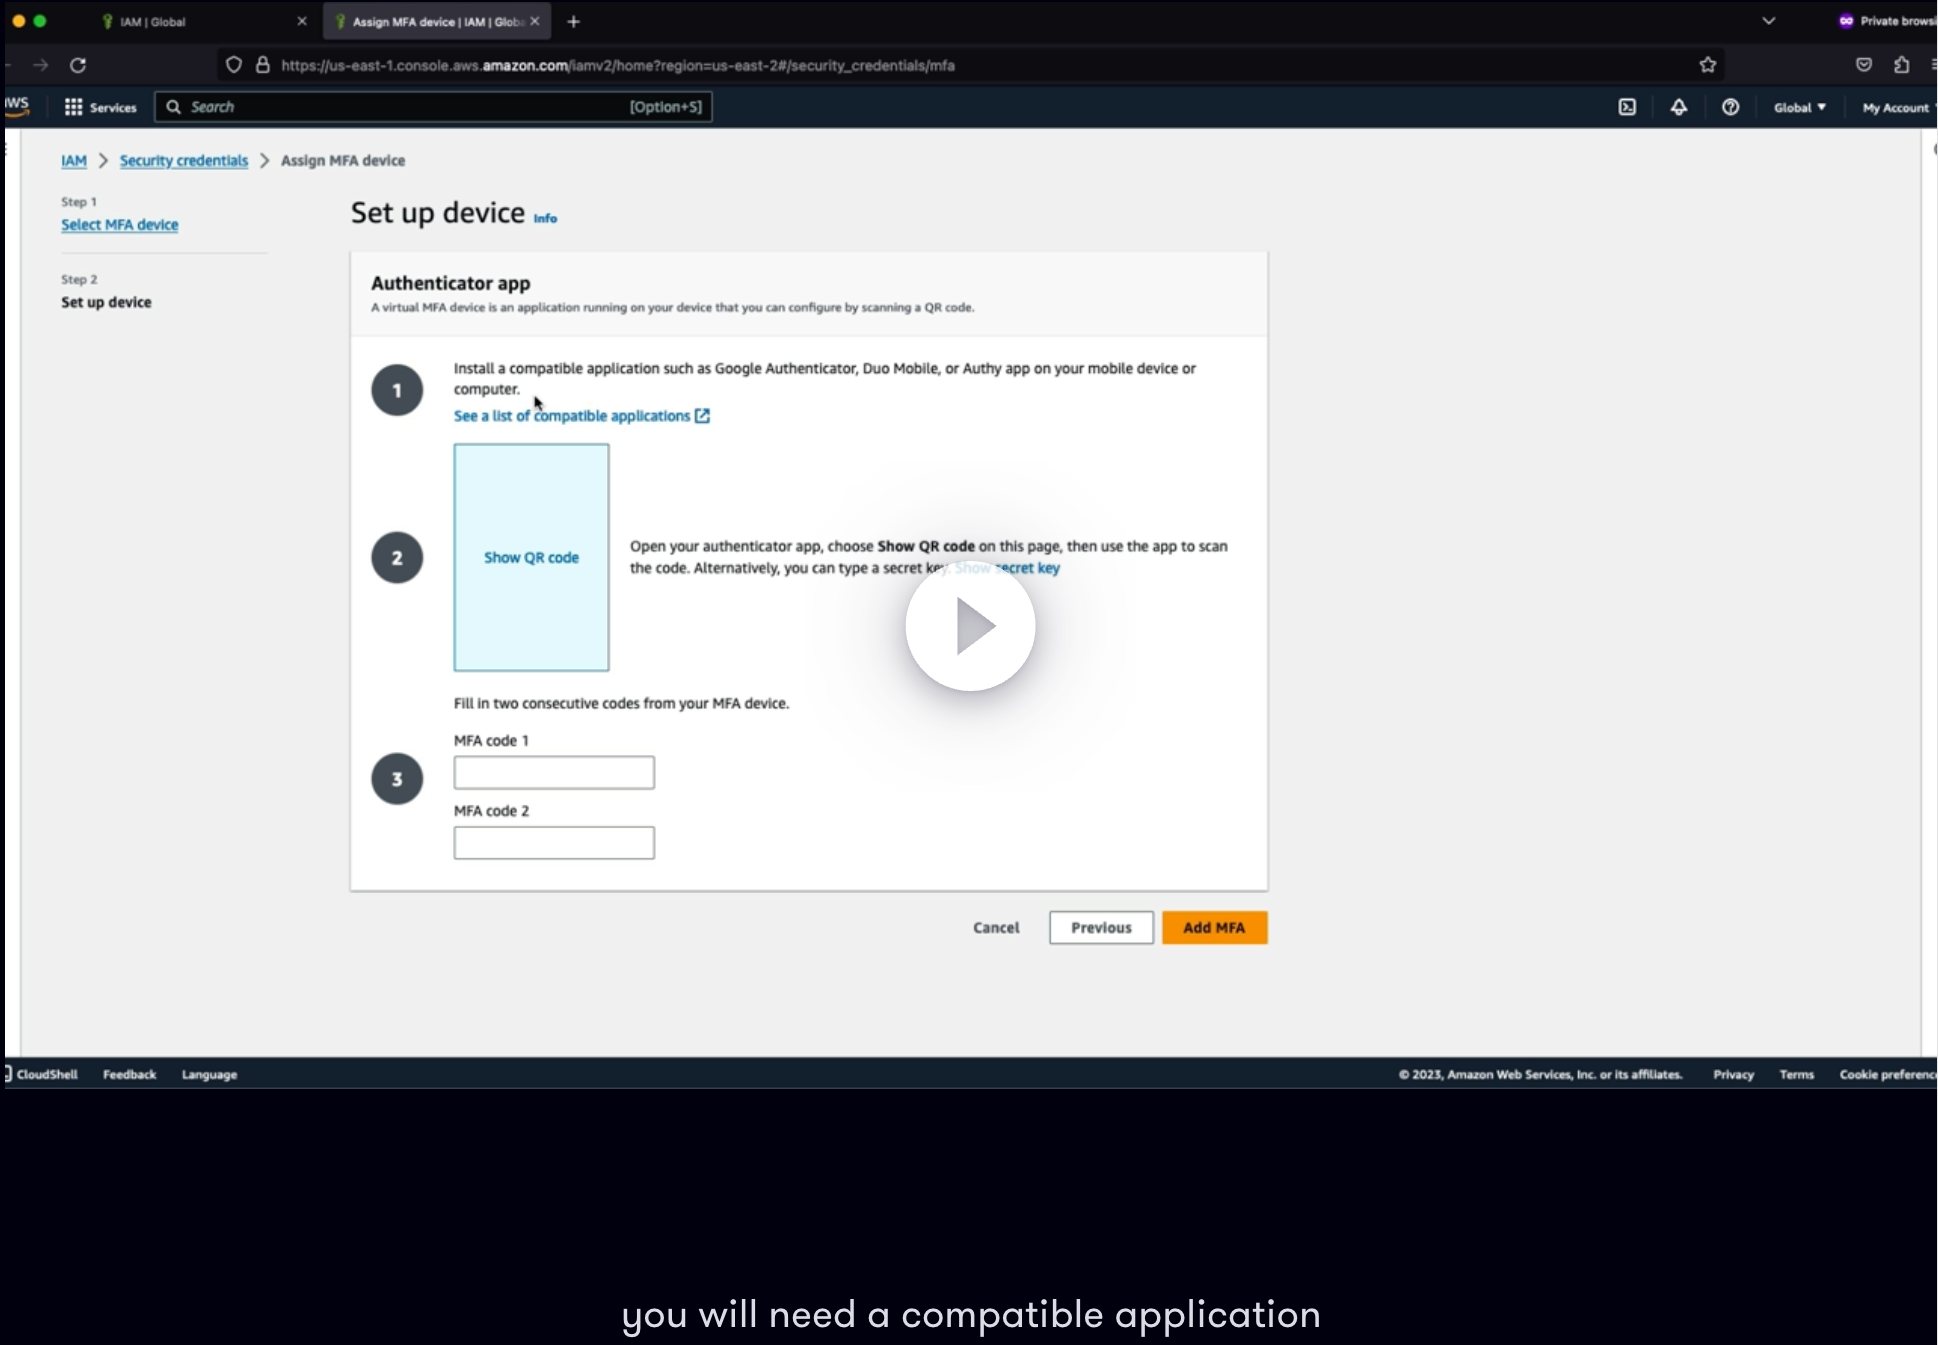 IAM | Global
Assign MFA device | IAM | Glob
Private brows
https://us-east-1.console.aws.amazon.com/iamv2/home?region=us-east-2#/security_credentials/mfa
Services
Search
[Option+S]
Global
My Account
IAM > Security credentials > Assign MFA device
Step 1
Select MFA device
Step 2
Set up device
Set up device Info
Authenticator app
A virtual MFA device is an application running on your device that you can configure by scanning a QR code.
1
Install a compatible application such as Google Authenticator, Duo Mobile, or Authy app on your mobile device or
computer.
See a list of compatible applications
2
Show QR code
Open your authenticator app, choose Show QR code on this page, then use the app to scan
the code. Alternatively, you can type a secret key. Show secret key
3
Fill in two consecutive codes from your MFA device.
MFA code 1
MFA code 2
Cancel
Previous
Add MFA
CloudShell
Feedback
Language
© 2023, Amazon Web Services, Inc. or its affiliates.
Privacy
Terms
Cookie preferenc
you will need a compatible application